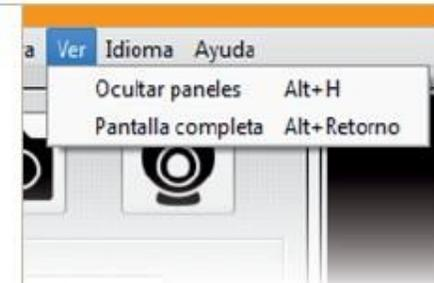 Ver Idioma Ayuda
Ocultar paneles Alt+H
Pantalla completa Alt+Retorno